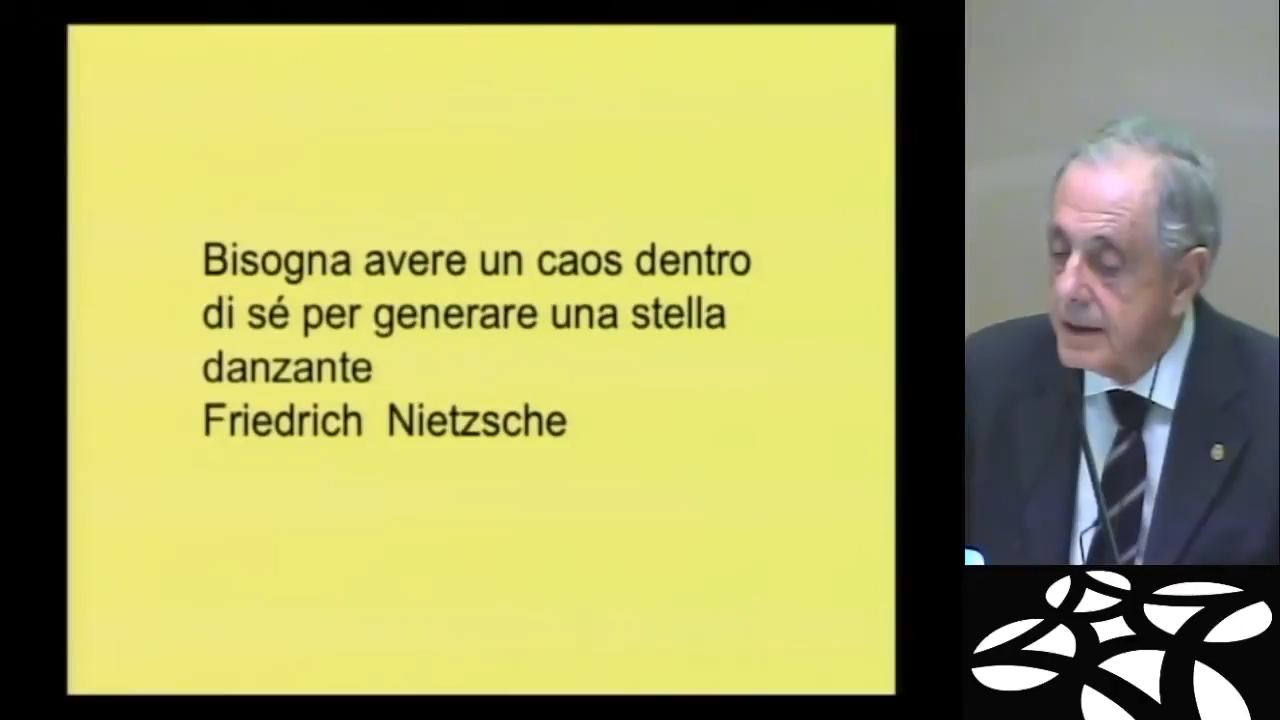 Bisogna avere un caos dentro
di sé per generare una stella
danzante
Friedrich  Nietzsche